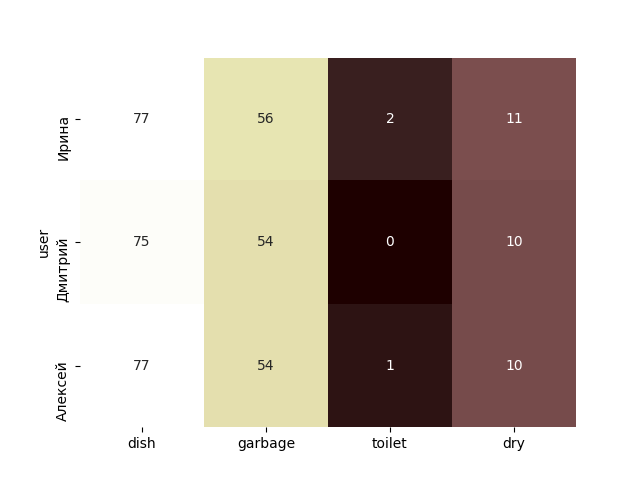 Ирина
77 56 2 11
user
Дмитрий
75 54 0 10
Алексей
77 54 1 10
dish garbage toilet dry